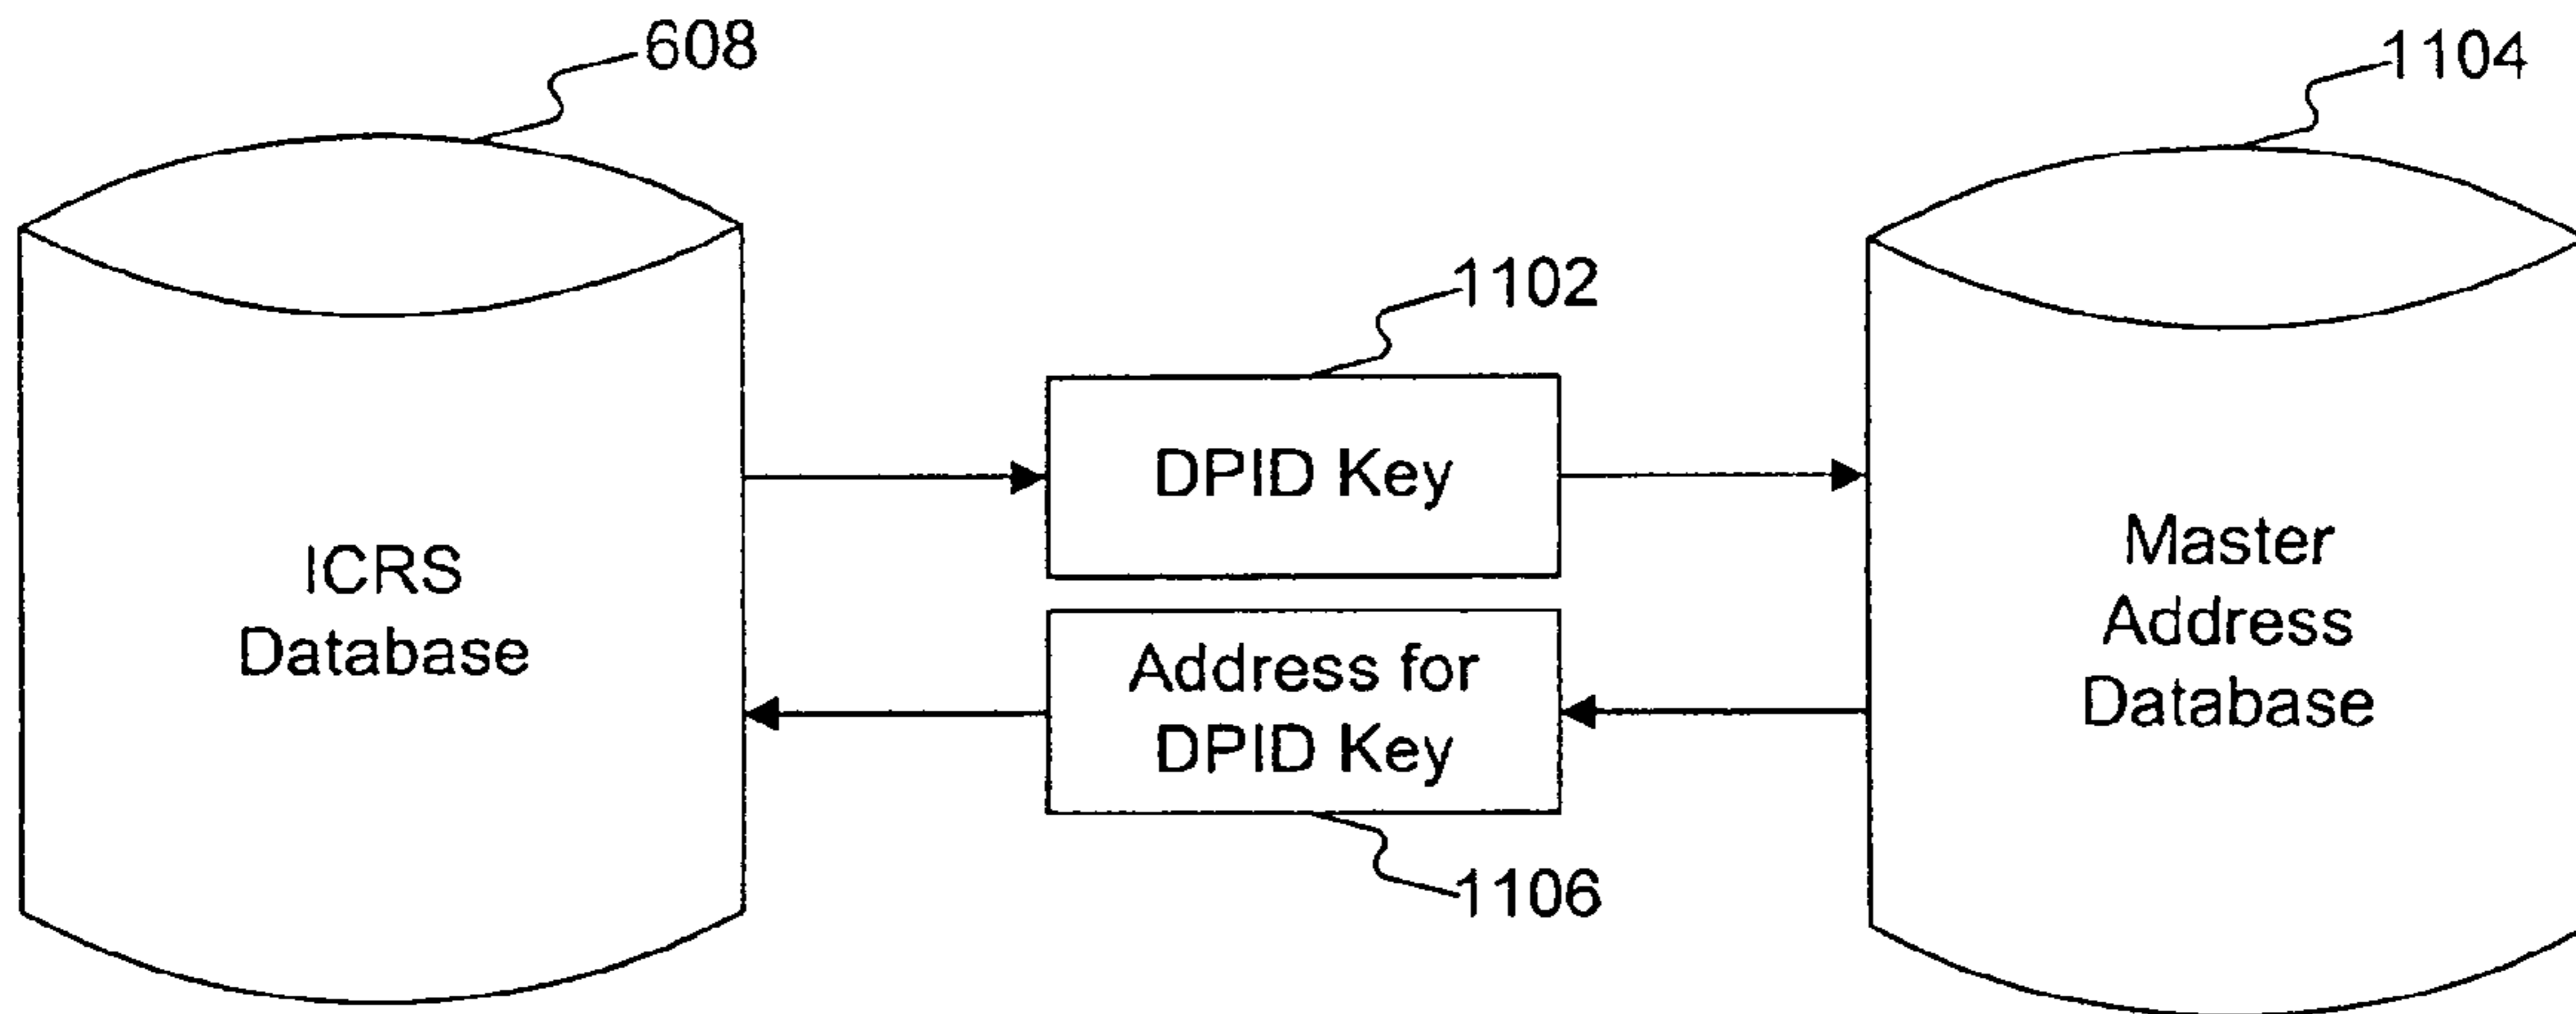 608
1104
1102
DPID Key
ICRS
Database
Master
Address
Database
Address for
DPID Key
1106